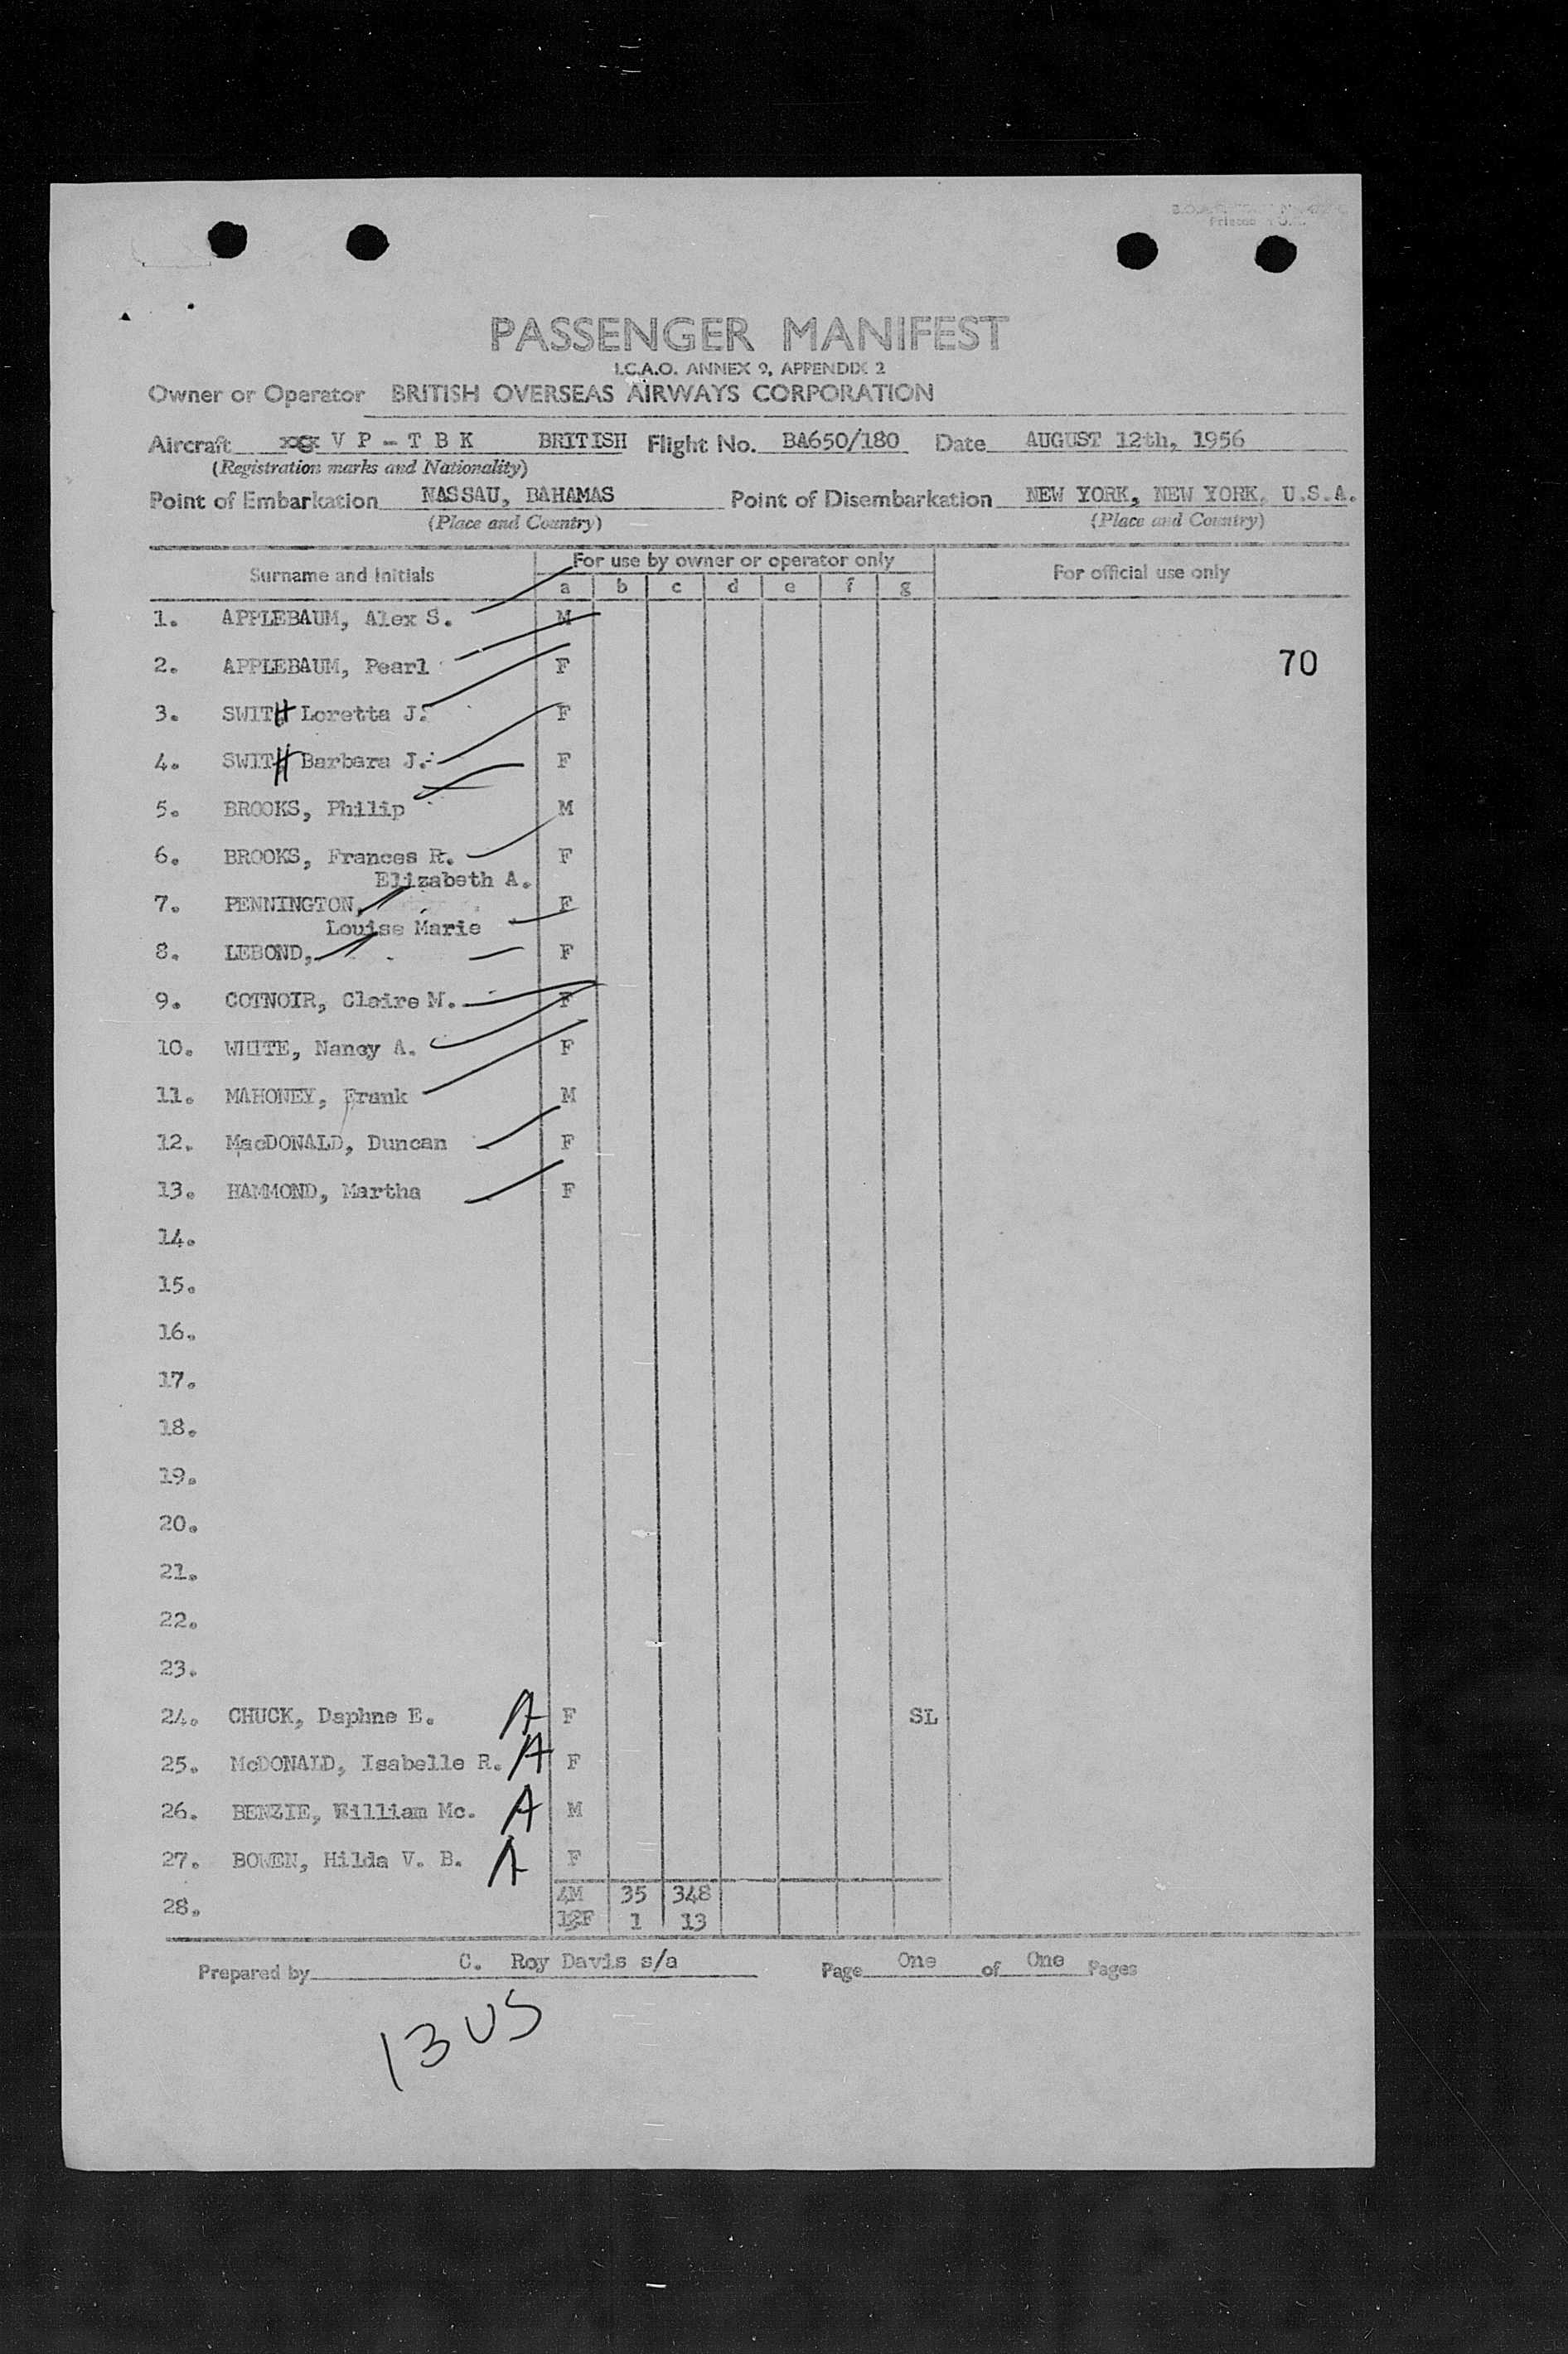 PASSENGER MANIFEST
I.C.A.O. ANNEX 9, APPENDIX 2
Owner or Operator BRITISH OVERSEAS AIRWAYS CORPORATION
Aircraft V P - T B K BRITISH Flight No. BA650/180 Date AUGUST 12th, 1956
(Registration marks and Nationality)
Point of Embarkation NASSAU, BAHAMAS Point of Disembarkation NEW YORK, NEW YORK, U.S.A.
(Place and Country) (Place and Country)
Surname and Initials For use by owner or operator only For official use only
a b c d e f g
1. APPLEBAUM, Alex S. M
2. APPLEBAUM, Pearl F 70
3. SWITH Loretta J. F
4. SWITH Barbara J. F
5. BROOKS, Philip M
6. BROOKS, Frances R. F
Elizabeth A.
7. PENNINGTON, F
Louise Marie
8. LEBOND, F
9. COTNOIR, Claire M. F
10. WHITE, Nancy A. F
11. MAHONEY, Frank M
12. MacDONALD, Duncan F
13. HAMMOND, Martha F
14.
15.
16.
17.
18.
19.
20.
21.
22.
23.
24. CHUCK, Daphne E. A F SL
25. McDONALD, Isabelle R. A F
26. BENZIE, William Mc. A M
27. BOWEN, Hilda V. B. A F
4M 35 348
28.
13F 1 13
Prepared by C. Roy Davis s/a Page One of One Pages
13 US